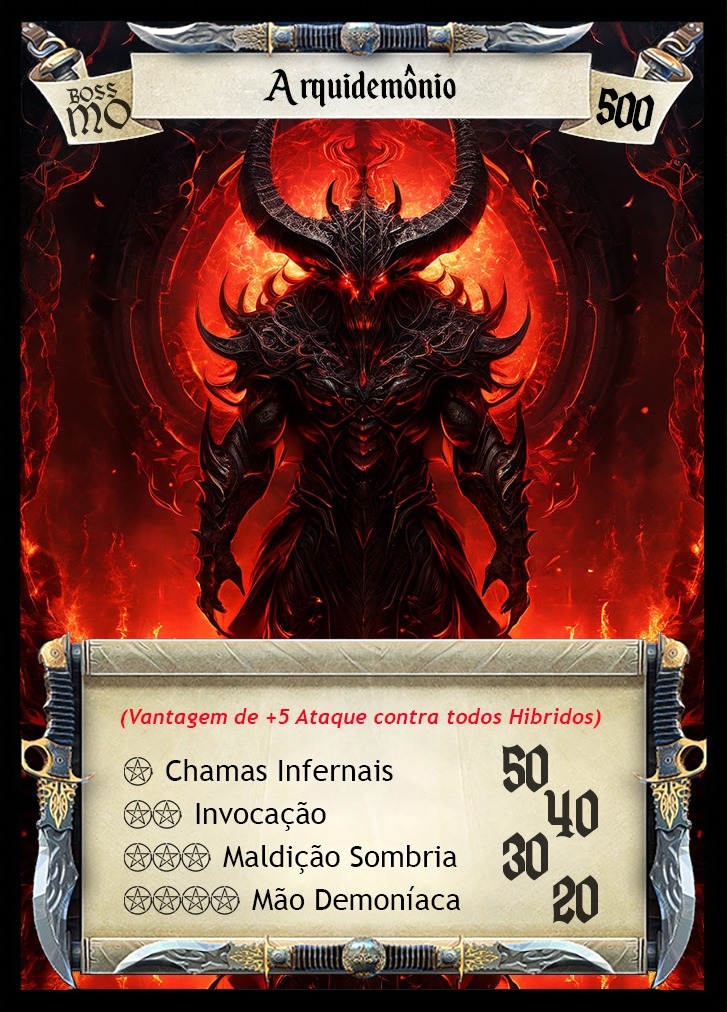 BOSS
MO
Arquidemônio
500
(Vantagem de +5 Ataque contra todos Hibridos)
Chamas Infernais 50
Invocação 40
Maldição Sombria 30
Mão Demoníaca 20